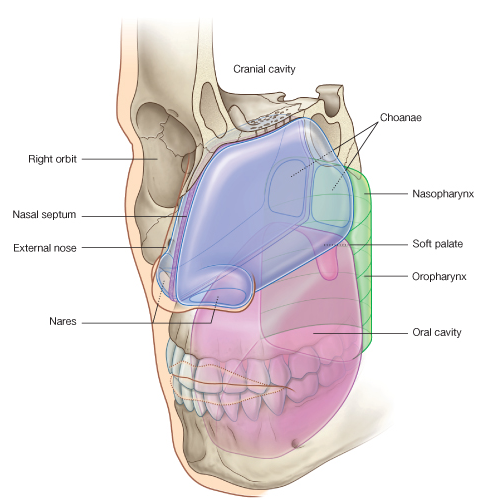 Cranial cavity
Choanae
Right orbit
Nasopharynx
Nasal septum
Soft palate
External nose
Oropharynx
Nares
Oral cavity